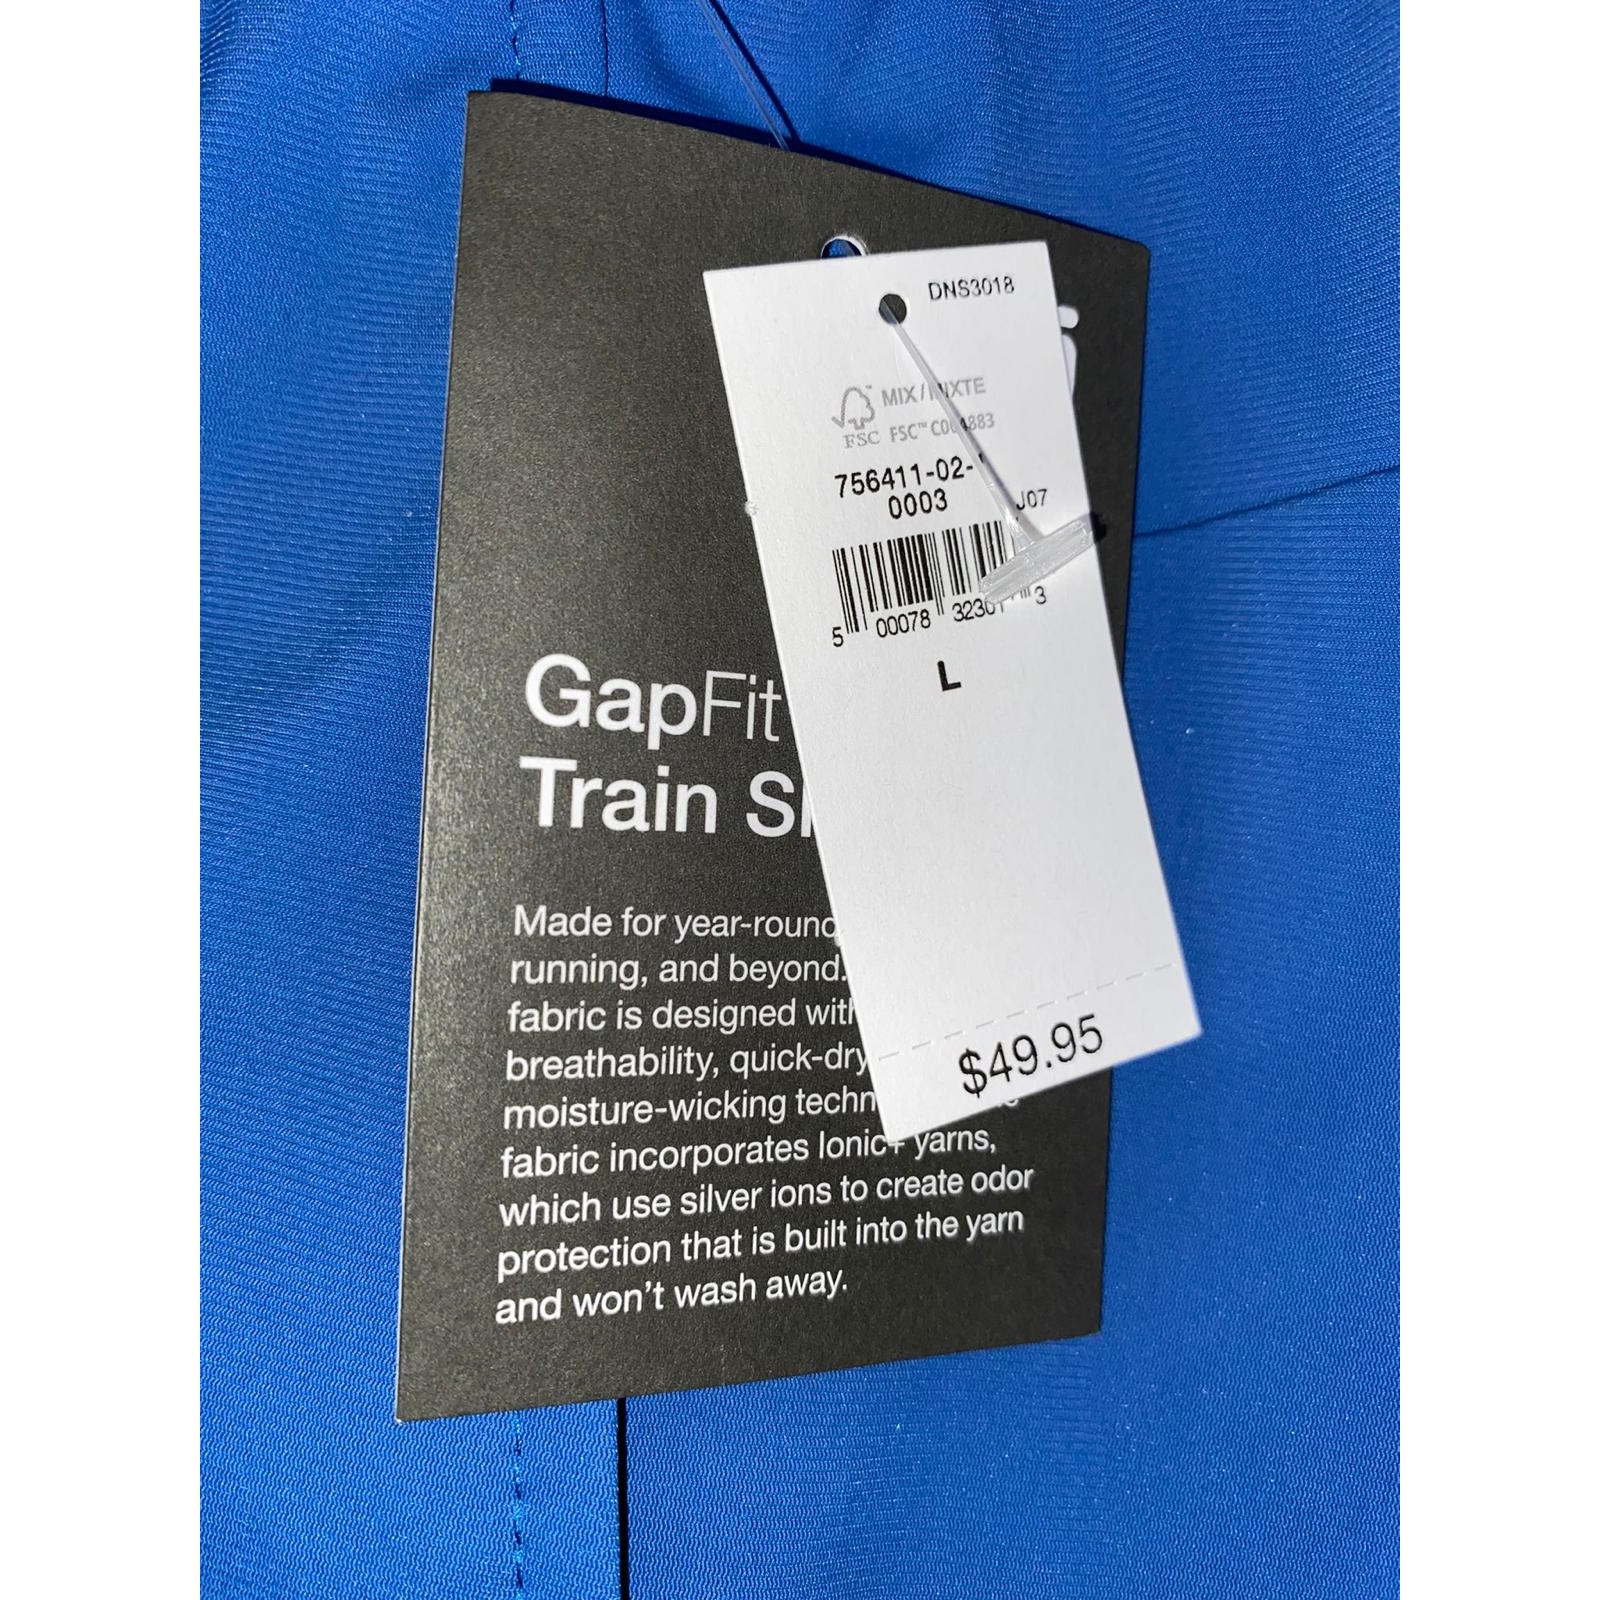 DNS3018
MIX / MIXTE
FSC FSC™
756411-02-
0003
J07
5 00078 3
L
$49.95
GapFit
Train
Made for year-round
running, and beyond.
fabric is designed with
breathability, quick-dry
moisture-wicking
fabric incorporates Ionic+ yarns,
which use silver ions to create odor
protection that is built into the yarn
and won't wash away.